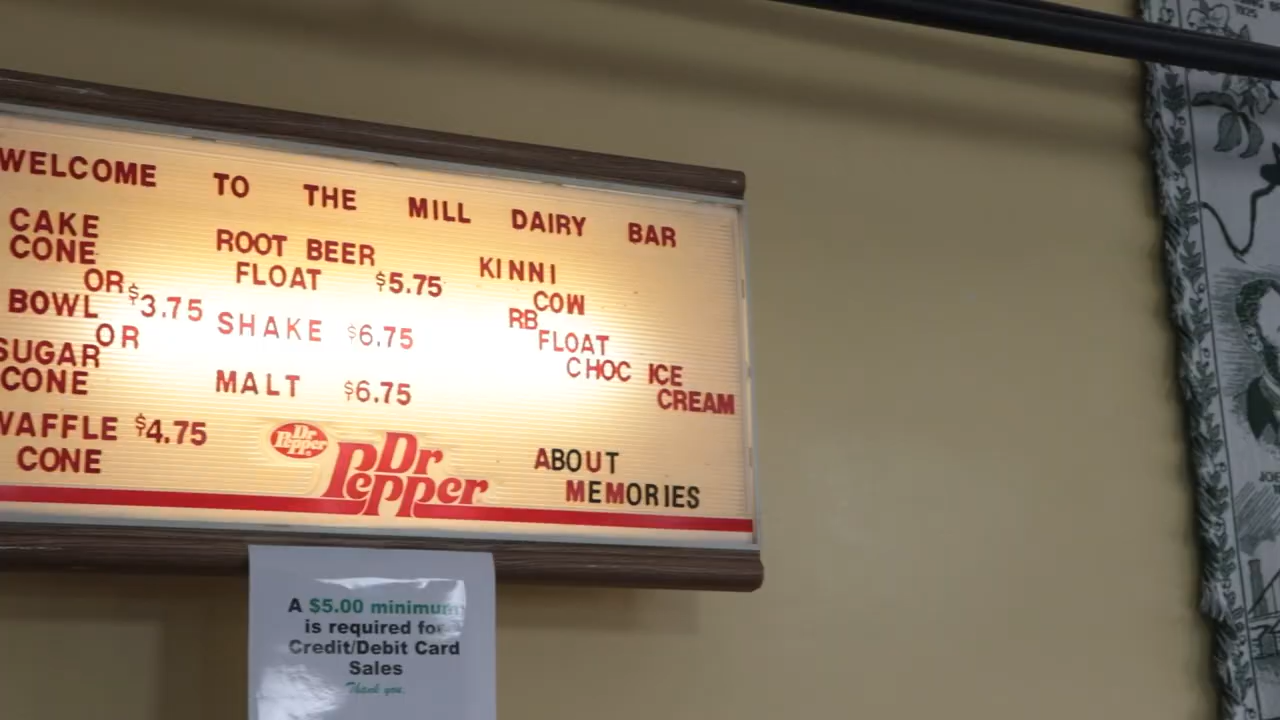 WELCOME TO THE MILL DAIRY BAR
CAKE
CONE
OR
BOWL
$3.75
OR
SUGAR
CONE
WAFFLE $4.75
CONE
ROOT BEER
FLOAT $5.75
SHAKE $6.75
MALT $6.75
KINNI
COW
RB
FLOAT
CHOC ICE
CREAM
Dr
Pepper
Dr
Pepper
ABOUT
MEMORIES
A $5.00 minimum
is required for
Credit/Debit Card
Sales
Thank you.
1925